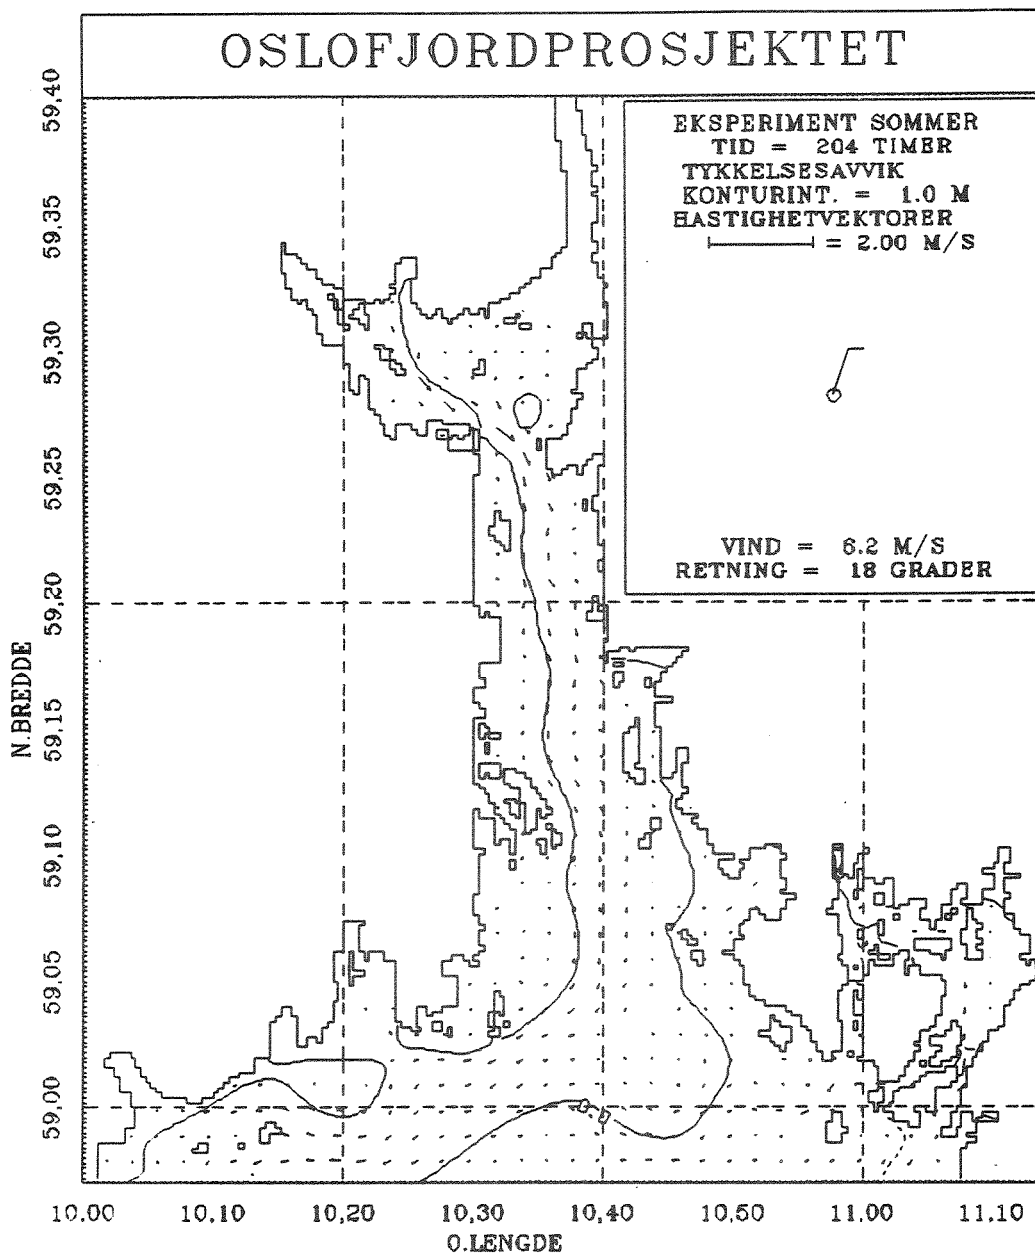 OSLOFJORDPROSJEKTET
EKSPERIMENT SOMMER
TID = 204 TIMER
TYKKELSESAVVIK
KONTURINT. = 1.0 M
HASTIGHETVEKTORER
= 2.00 M/S
VIND = 6.2 M/S
RETNING = 18 GRADER
N.BREDDE
59,40
59,35
59,30
59,25
59,20
59,15
59,10
59,05
59,00
10.00 10,10 10,20 10,30 10,40 10,50 11.00 11.10
O.LENGDE